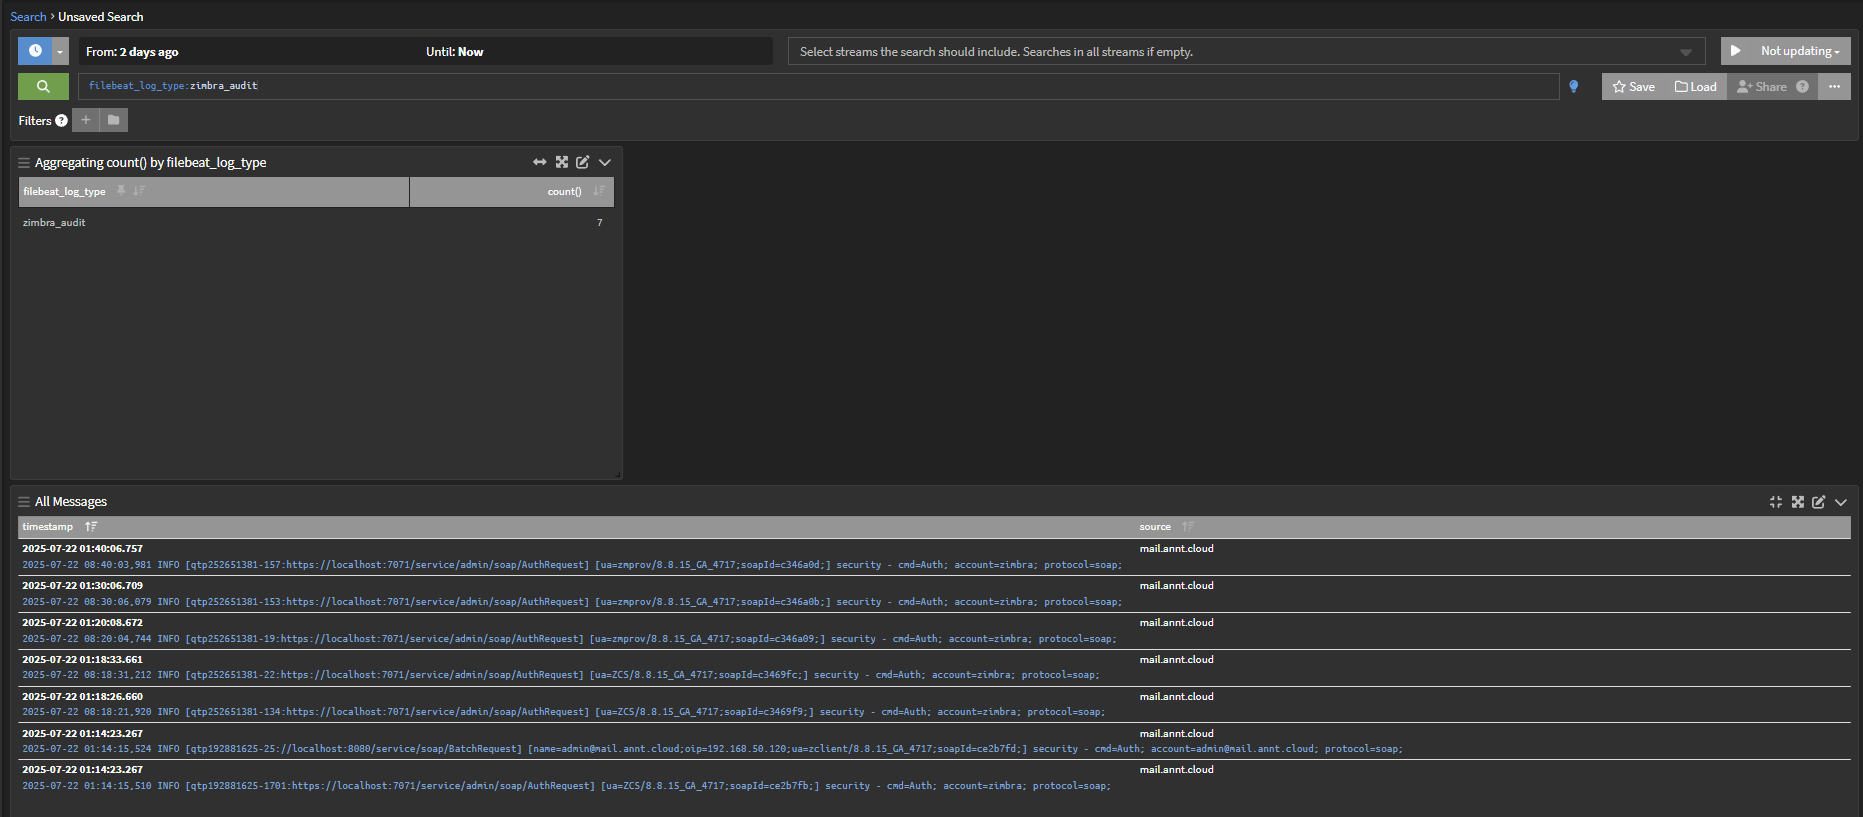 Search › Unsaved Search
From: 2 days ago Until: Now Select streams the search should include. Searches in all streams if empty. Not updating
filebeat_log_type:zimbra_audit Save Load Share ...
Filters
Aggregating count() by filebeat_log_type
filebeat_log_type count()
zimbra_audit 7
All Messages
timestamp source
2025-07-22 01:40:06.757 mail.annt.cloud
2025-07-22 08:40:03,981 INFO [qtp252651381-157:https://localhost:7071/service/admin/soap/AuthRequest] [ua=zmprov/8.8.15_GA_4717;soapId=c346a0d;] security - cmd=Auth; account=zimbra; protocol=soap;
2025-07-22 01:30:06.709 mail.annt.cloud
2025-07-22 08:30:06,079 INFO [qtp252651381-153:https://localhost:7071/service/admin/soap/AuthRequest] [ua=zmprov/8.8.15_GA_4717;soapId=c346a0b;] security - cmd=Auth; account=zimbra; protocol=soap;
2025-07-22 01:20:08.672 mail.annt.cloud
2025-07-22 08:20:04,744 INFO [qtp252651381-19:https://localhost:7071/service/admin/soap/AuthRequest] [ua=zmprov/8.8.15_GA_4717;soapId=c346a09;] security - cmd=Auth; account=zimbra; protocol=soap;
2025-07-22 01:18:33.661 mail.annt.cloud
2025-07-22 08:18:31,212 INFO [qtp252651381-22:https://localhost:7071/service/admin/soap/AuthRequest] [ua=ZCS/8.8.15_GA_4717;soapId=c3469fc;] security - cmd=Auth; account=zimbra; protocol=soap;
2025-07-22 01:18:26.660 mail.annt.cloud
2025-07-22 08:18:21,920 INFO [qtp252651381-134:https://localhost:7071/service/admin/soap/AuthRequest] [ua=ZCS/8.8.15_GA_4717;soapId=c3469f9;] security - cmd=Auth; account=zimbra; protocol=soap;
2025-07-22 01:14:23.267 mail.annt.cloud
2025-07-22 01:14:15,524 INFO [qtp192881625-25://localhost:8080/service/soap/BatchRequest] [name=admin@mail.annt.cloud;oip=192.168.50.120;ua=zclient/8.8.15_GA_4717;soapId=ce2b7fd;] security - cmd=Auth; account=admin@mail.annt.cloud; protocol=soap;
2025-07-22 01:14:23.267 mail.annt.cloud
2025-07-22 01:14:15,510 INFO [qtp192881625-1701:https://localhost:7071/service/admin/soap/AuthRequest] [ua=ZCS/8.8.15_GA_4717;soapId=ce2b7fb;] security - cmd=Auth; account=zimbra; protocol=soap;